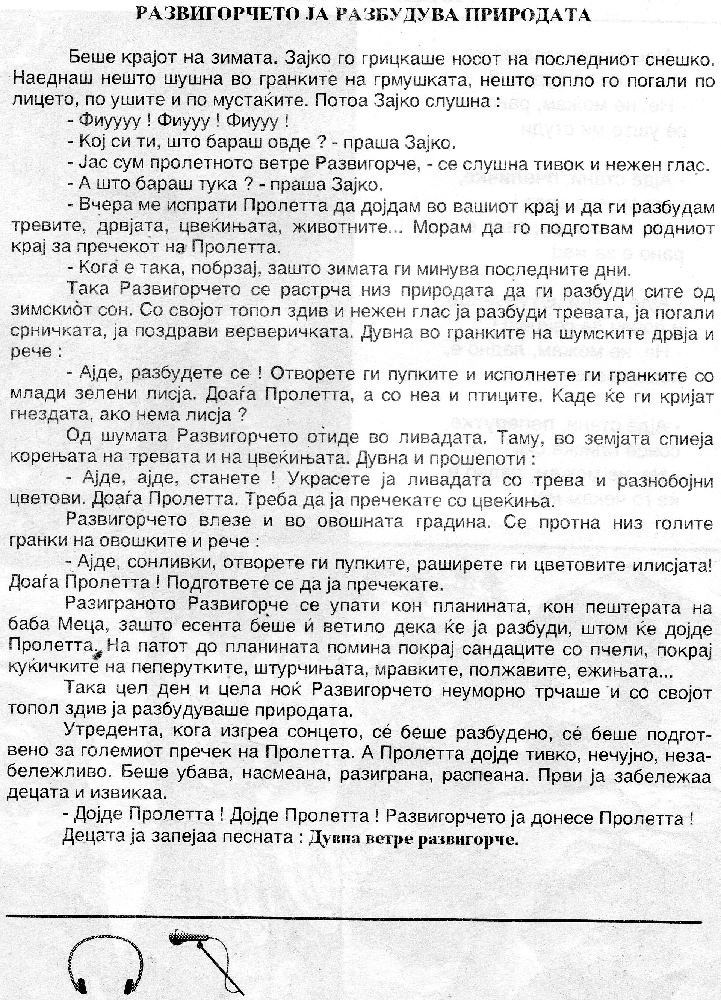 РАЗВИГОРЧЕТО ЈА РАЗБУДУВА ПРИРОДАТА
Беше крајот на зимата. Зајко го грицкаше носот на последниот снешко.
Наеднаш нешто шушна во гранките на грмушката, нешто топло го погали по
лицето, по ушите и по мустаќите. Потоа Зајко слушна :
- Фиуууу ! Фиууу ! Фиууу !
- Кој си ти, што бараш овде ? - праша Зајко.
- Јас сум пролетното ветре Развигорче, - се слушна тивок и нежен глас.
- А што бараш тука ? - праша Зајко.
- Вчера ме испрати Пролетта да дојдам во вашиот крај и да ги разбудам
тревите, дрвјата, цвеќињата, животните... Морам да го подготвам родниот
крај за пречекот на Пролетта.
- Кога е така, побрзај, зашто зимата ги минува последните дни.
Така Развигорчето се растрча низ природата да ги разбуди сите од
зимскиот сон. Со својот топол здив и нежен глас ја разбуди тревата, ја погали
срничката, ја поздрави верверичката. Дувна во гранките на шумските дрвја и
рече :
- Ајде, разбудете се ! Отворете ги пупките и исполнете ги гранките со
млади зелени лисја. Доаѓа Пролетта, а со неа и птиците. Каде ќе ги кријат
гнездата, ако нема лисја ?
Од шумата Развигорчето отиде во ливадата. Таму, во земјата спиеја
корењата на тревата и на цвеќињата. Дувна и прошепоти :
- Ајде, ајде, станете ! Украсете ја ливадата со трева и разнобојни
цветови. Доаѓа Пролетта. Треба да ја пречекате со цвеќиња.
Развигорчето влезе и во овошната градина. Се протна низ голите
гранки на овошките и рече :
- Ајде, сонливки, отворете ги пупките, раширете ги цветовите илисјата!
Доаѓа Пролетта ! Подгответе се да ја пречекате.
Разиграното Развигорче се упати кон планината, кон пештерата на
баба Меца, зашто есента беше ѝ ветило дека ќе ја разбуди, штом ќе дојде
Пролетта. На патот до планината помина покрај сандаците со пчели, покрај
куќичките на пеперутките, штурчињата, мравките, полжавите, ежињата...
Така цел ден и цела ноќ Развигорчето неуморно трчаше и со својот
топол здив ја разбудуваше природата.
Утредента, кога изгреа сонцето, сé беше разбудено, сé беше подгот-
вено за големиот пречек на Пролетта. А Пролетта дојде тивко, нечујно, неза-
бележливо. Беше убава, насмеана, разиграна, распеана. Први ја забележаа
децата и извикаа.
- Дојде Пролетта ! Дојде Пролетта ! Развигорчето ја донесе Пролетта !
Децата ја запејаа песната : Дувна ветре развигорче.